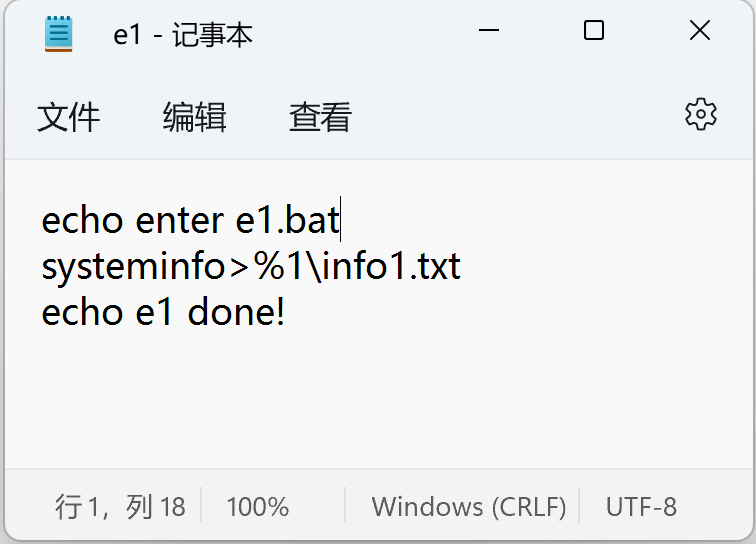 e1 - 记事本
文件 编辑 查看
echo enter e1.bat
systeminfo>%1\info1.txt
echo e1 done!
行 1，列 18 100% Windows (CRLF) UTF-8